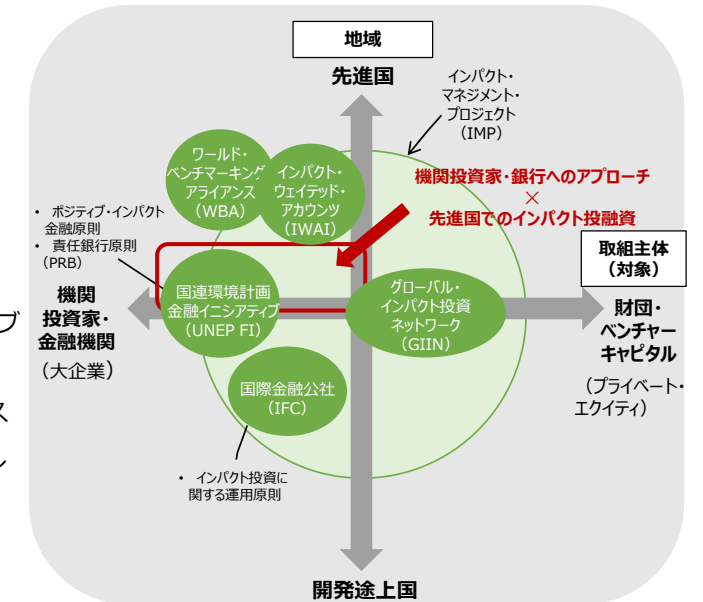 地域
先進国
インパクト・
マネジメント・
プロジェクト
(IMP)
ワールド・
ベンチマーキング
アライアンス
(WBA)
インパクト・
ウェイテッド・
アカウンツ
(IWAI)
機関投資家・銀行へのアプローチ
×
先進国でのインパクト投融資
• ポジティブ・インパクト
金融原則
• 責任銀行原則
(PRB)
取組主体
(対象)
機関
投資家・
金融機関
(大企業)
国連環境計画
金融イニシアティブ
(UNEP FI)
グローバル・
インパクト投資
ネットワーク
(GIIN)
財団・
ベンチャー
キャピタル
(プライベート・
エクイティ)
ブ
ス
国際金融公社
(IFC)
• インパクト投資に
関する運用原則
開発途上国